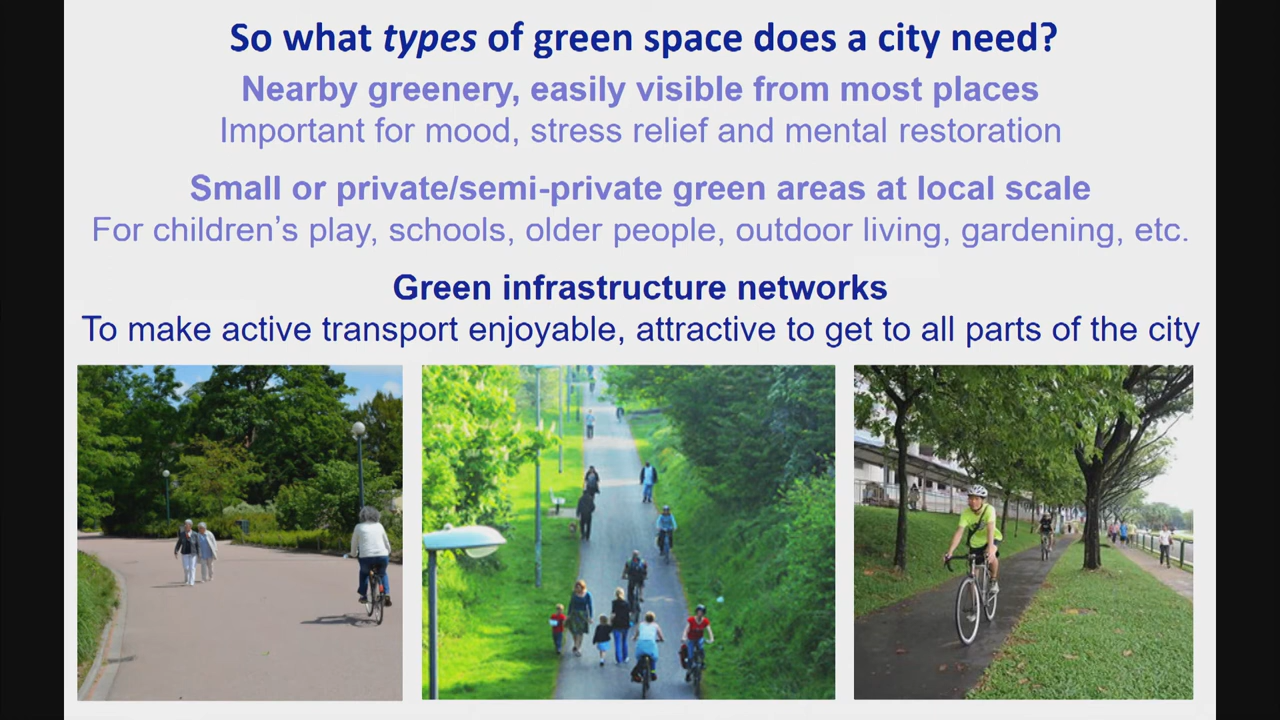 So what types of green space does a city need?
Nearby greenery, easily visible from most places
Important for mood, stress relief and mental restoration
Small or private/semi-private green areas at local scale
For children’s play, schools, older people, outdoor living, gardening, etc.
Green infrastructure networks
To make active transport enjoyable, attractive to get to all parts of the city